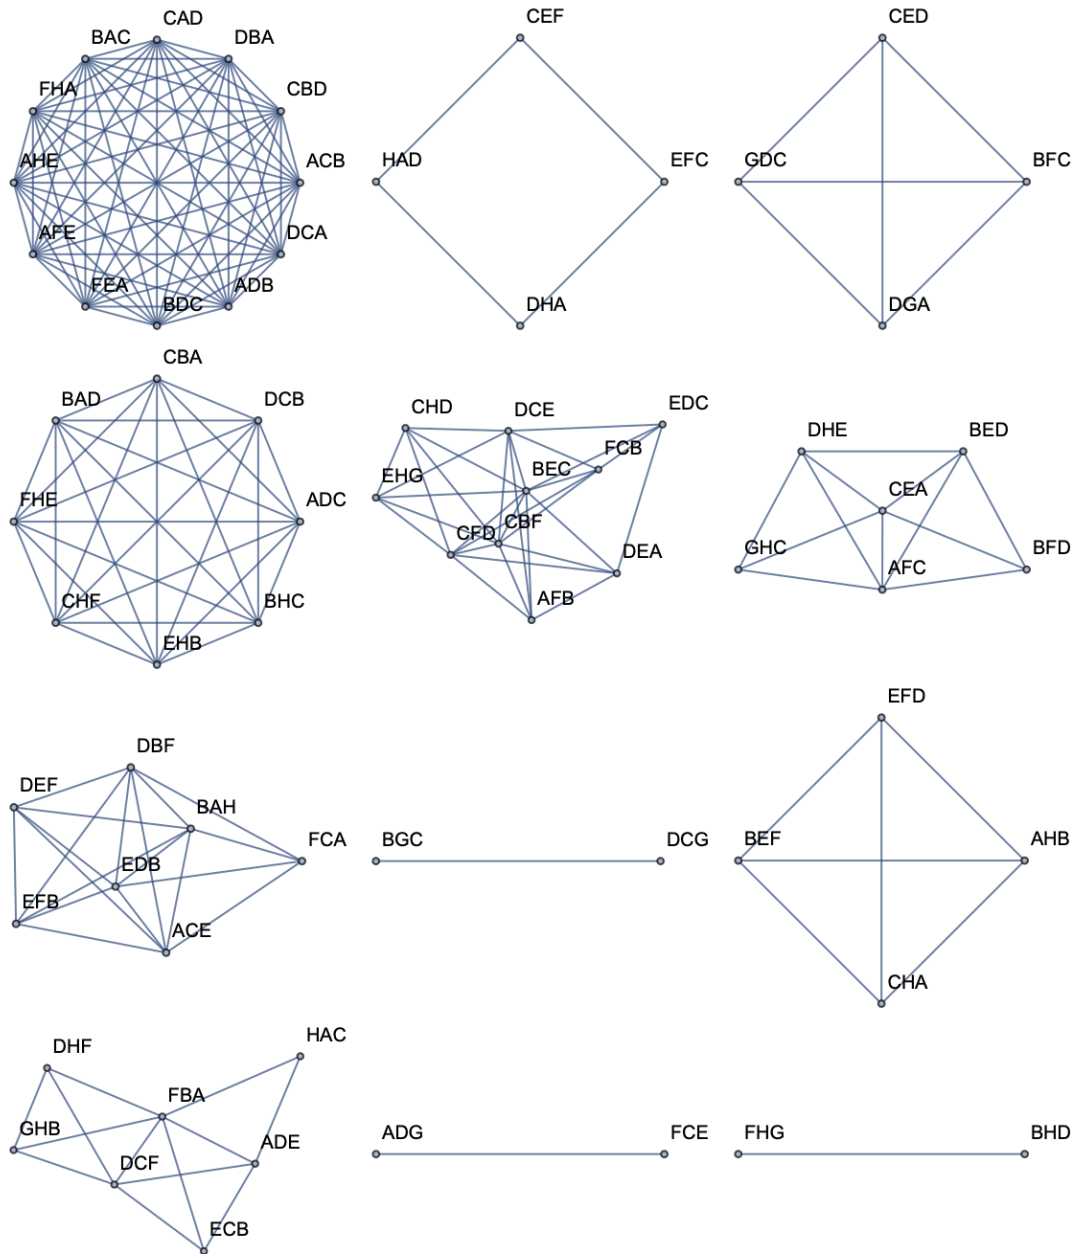 CAD
BAC
DBA
FHA
CBD
AHE
ACB
AFE
DCA
FEA
ADB
BDC
CEF
HAD
EFC
DHA
CED
GDC
BFC
DGA
CBA
BAD
DCB
FHE
ADC
CHF
BHC
EHB
CHD
DCE
EDC
FCB
EHG
BEC
CFD
CBF
DEA
AFB
DHE
BED
CEA
GHC
BFD
AFC
DBF
DEF
BAH
FCA
EDB
EFB
ACE
BGC
DCG
EFD
BEF
AHB
CHA
DHF
HAC
FBA
GHB
ADE
DCF
ECB
ADG
FCE
FHG
BHD